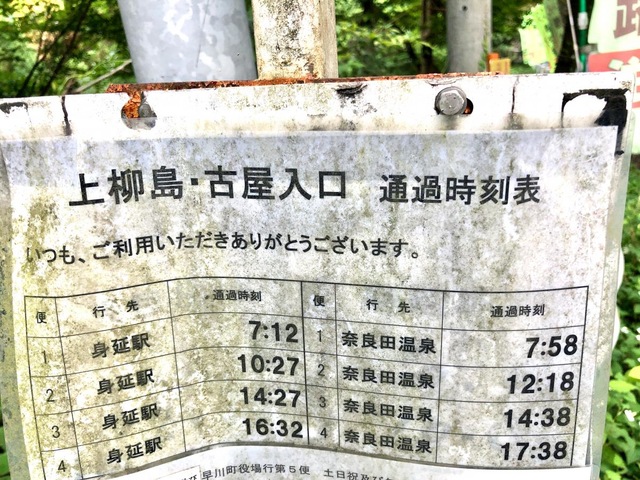 上柳島・古屋入口 通過時刻表
いつも、ご利用いただきありがとうございます。
便 行先 通過時刻 便 行先 通過時刻
1 身延駅 7:12 1 奈良田温泉 7:58
2 身延駅 10:27 2 奈良田温泉 12:18
3 身延駅 14:27 3 奈良田温泉 14:38
4 身延駅 16:32 4 奈良田温泉 17:38
早川町役場行第5便 土日祝及び